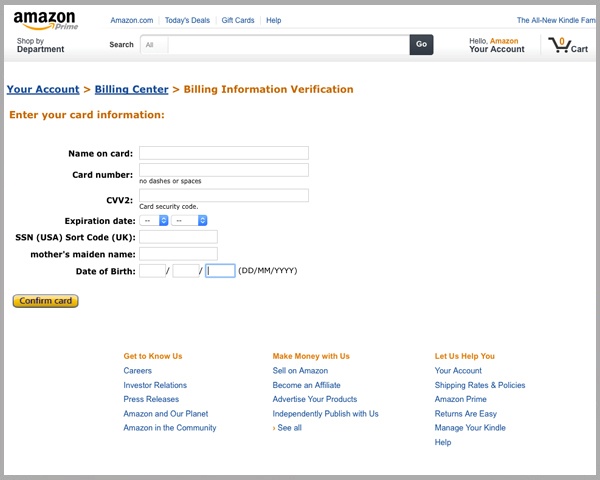 amazon
Prime
Amazon.com Today's Deals Gift Cards Help
The All-New Kindle Fam
Shop by
Department
Search All Go
Hello, Amazon
Your Account
0
Cart
Your Account > Billing Center > Billing Information Verification
Enter your card information:
Name on card:
Card number:
no dashes or spaces
CVV2:
Card security code.
Expiration date: -- --
SSN (USA) Sort Code (UK):
mother's maiden name:
Date of Birth: / / (DD/MM/YYYY)
Confirm card
Get to Know Us
Careers
Investor Relations
Press Releases
Amazon and Our Planet
Amazon in the Community
Make Money with Us
Sell on Amazon
Become an Affiliate
Advertise Your Products
Independently Publish with Us
› See all
Let Us Help You
Your Account
Shipping Rates & Policies
Amazon Prime
Returns Are Easy
Manage Your Kindle
Help